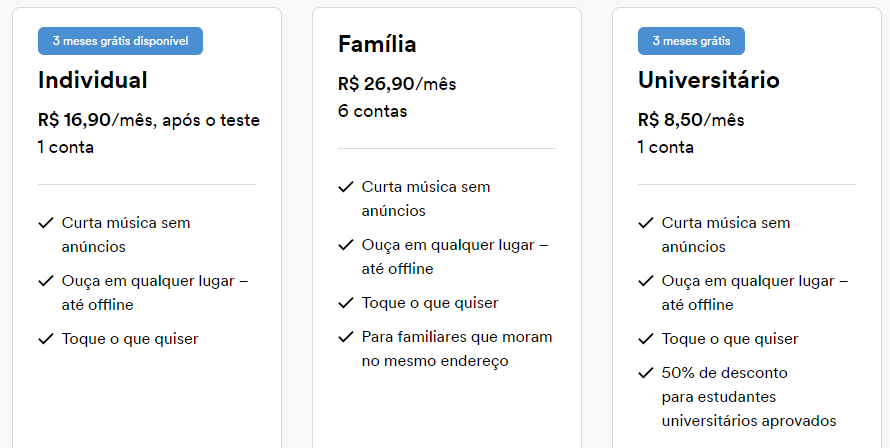 3 meses grátis disponível
Individual
R$ 16,90/mês, após o teste
1 conta
Curta música sem
anúncios
Ouça em qualquer lugar –
até offline
Toque o que quiser
Família
R$ 26,90/mês
6 contas
Curta música sem
anúncios
Ouça em qualquer lugar –
até offline
Toque o que quiser
Para familiares que moram
no mesmo endereço
3 meses grátis
Universitário
R$ 8,50/mês
1 conta
Curta música sem
anúncios
Ouça em qualquer lugar –
até offline
Toque o que quiser
50% de desconto
para estudantes
universitários aprovados